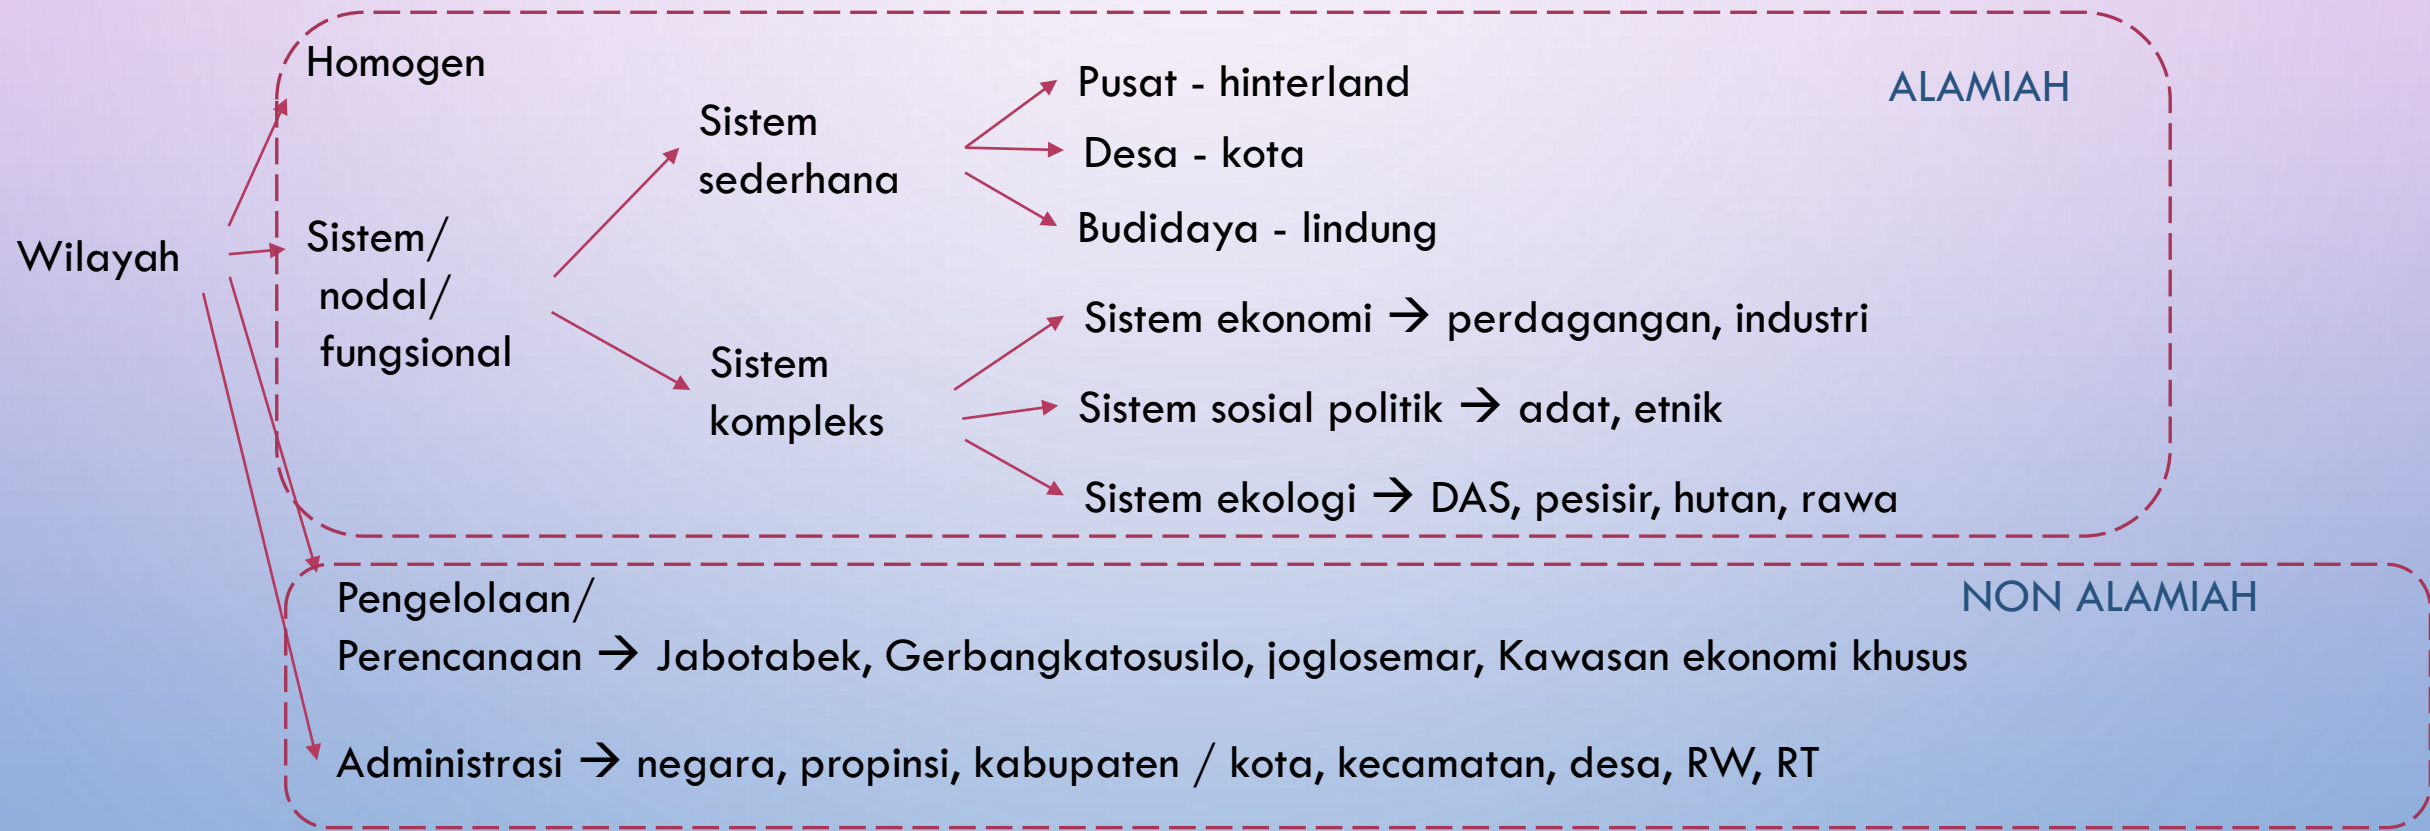 Homogen
ALAMIAH
Wilayah
Sistem/
nodal/
fungsional
Sistem
sederhana
Pusat - hinterland
Desa - kota
Budidaya - lindung
Sistem
kompleks
Sistem ekonomi → perdagangan, industri
Sistem sosial politik → adat, etnik
Sistem ekologi → DAS, pesisir, hutan, rawa
NON ALAMIAH
Pengelolaan/
Perencanaan → Jabotabek, Gerbangkatosusilo, joglosemar, Kawasan ekonomi khusus
Administrasi → negara, propinsi, kabupaten / kota, kecamatan, desa, RW, RT